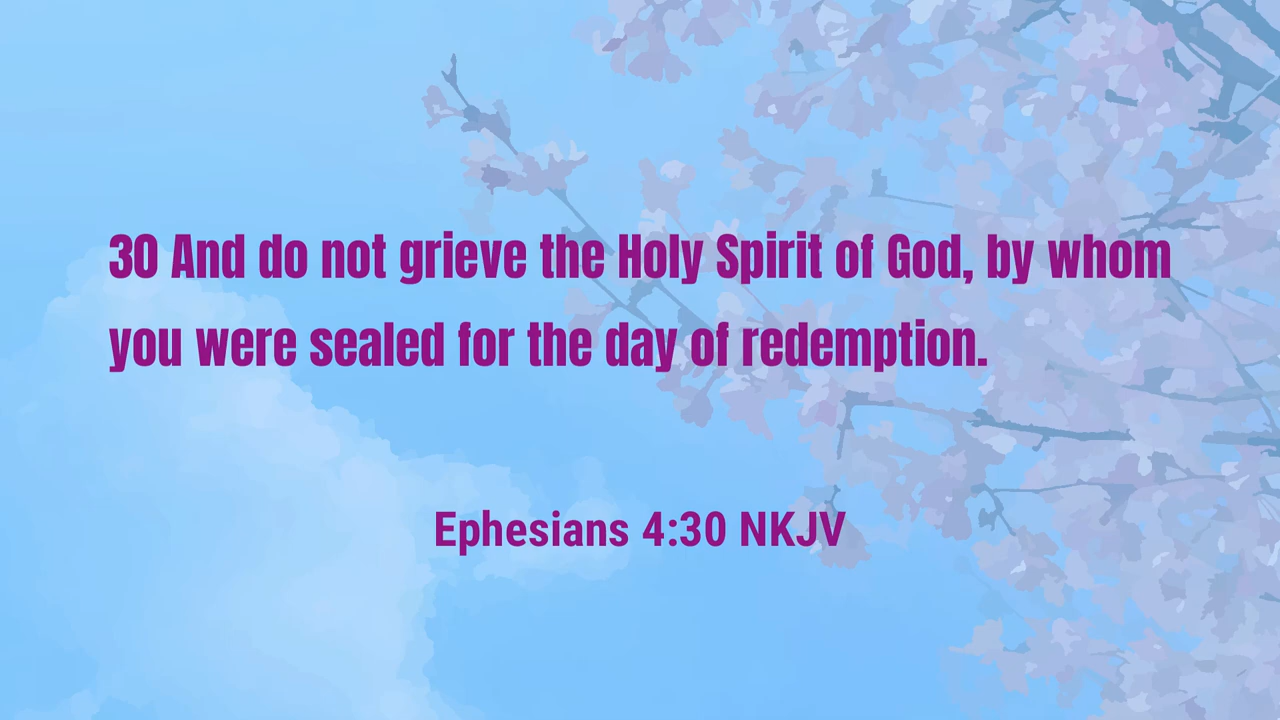 30 And do not grieve the Holy Spirit of God, by whom
you were sealed for the day of redemption.
Ephesians 4:30 NKJV